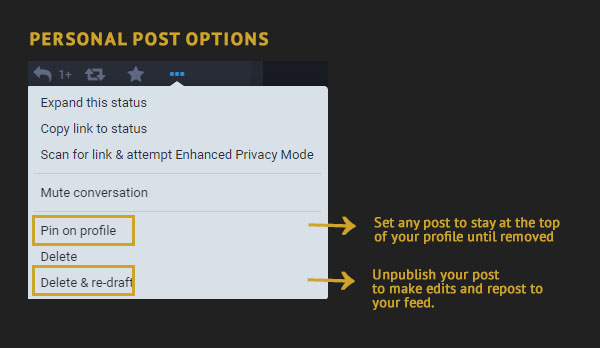 PERSONAL POST OPTIONS
1+
Expand this status
Copy link to status
Scan for link & attempt Enhanced Privacy Mode
Mute conversation
Pin on profile
Set any post to stay at the top
of your profile until removed
Delete
Delete & re-draft
Unpublish your post
to make edits and repost to
your feed.